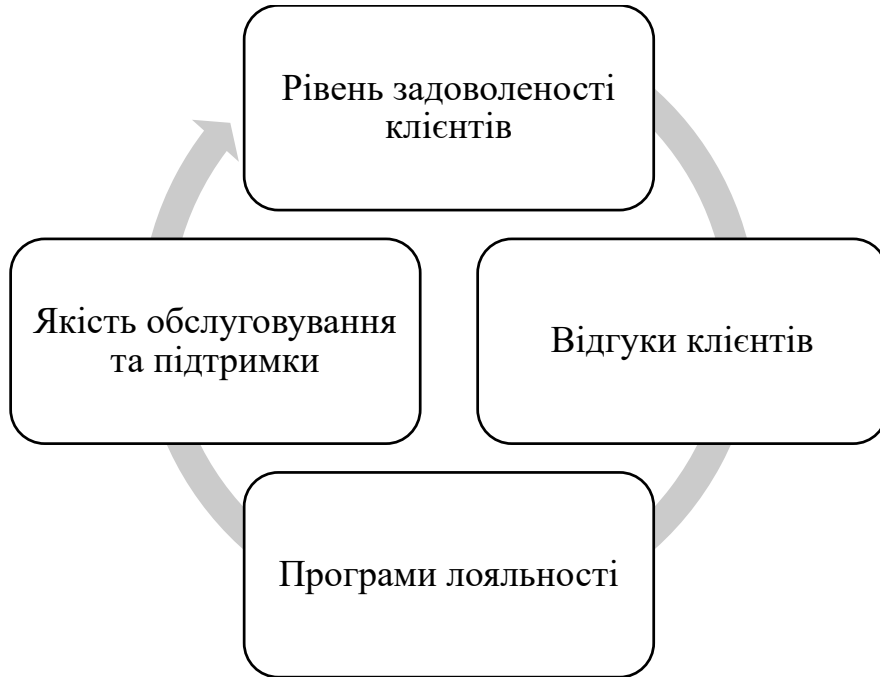 Рівень задоволеності
клієнтів
Відгуки клієнтів
Програми лояльності
Якість обслуговування
та підтримки